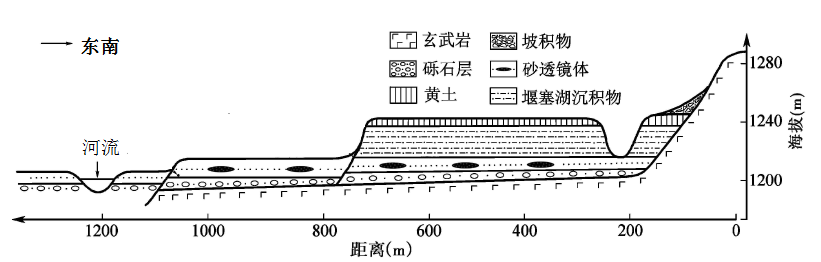 东南
玄武岩
坡积物
砾石层
砂透镜体
黄土
堰塞湖沉积物
河流
1280
1240
1200
海拔(m)
1200
1000
800
600
400
200
0
距离(m)